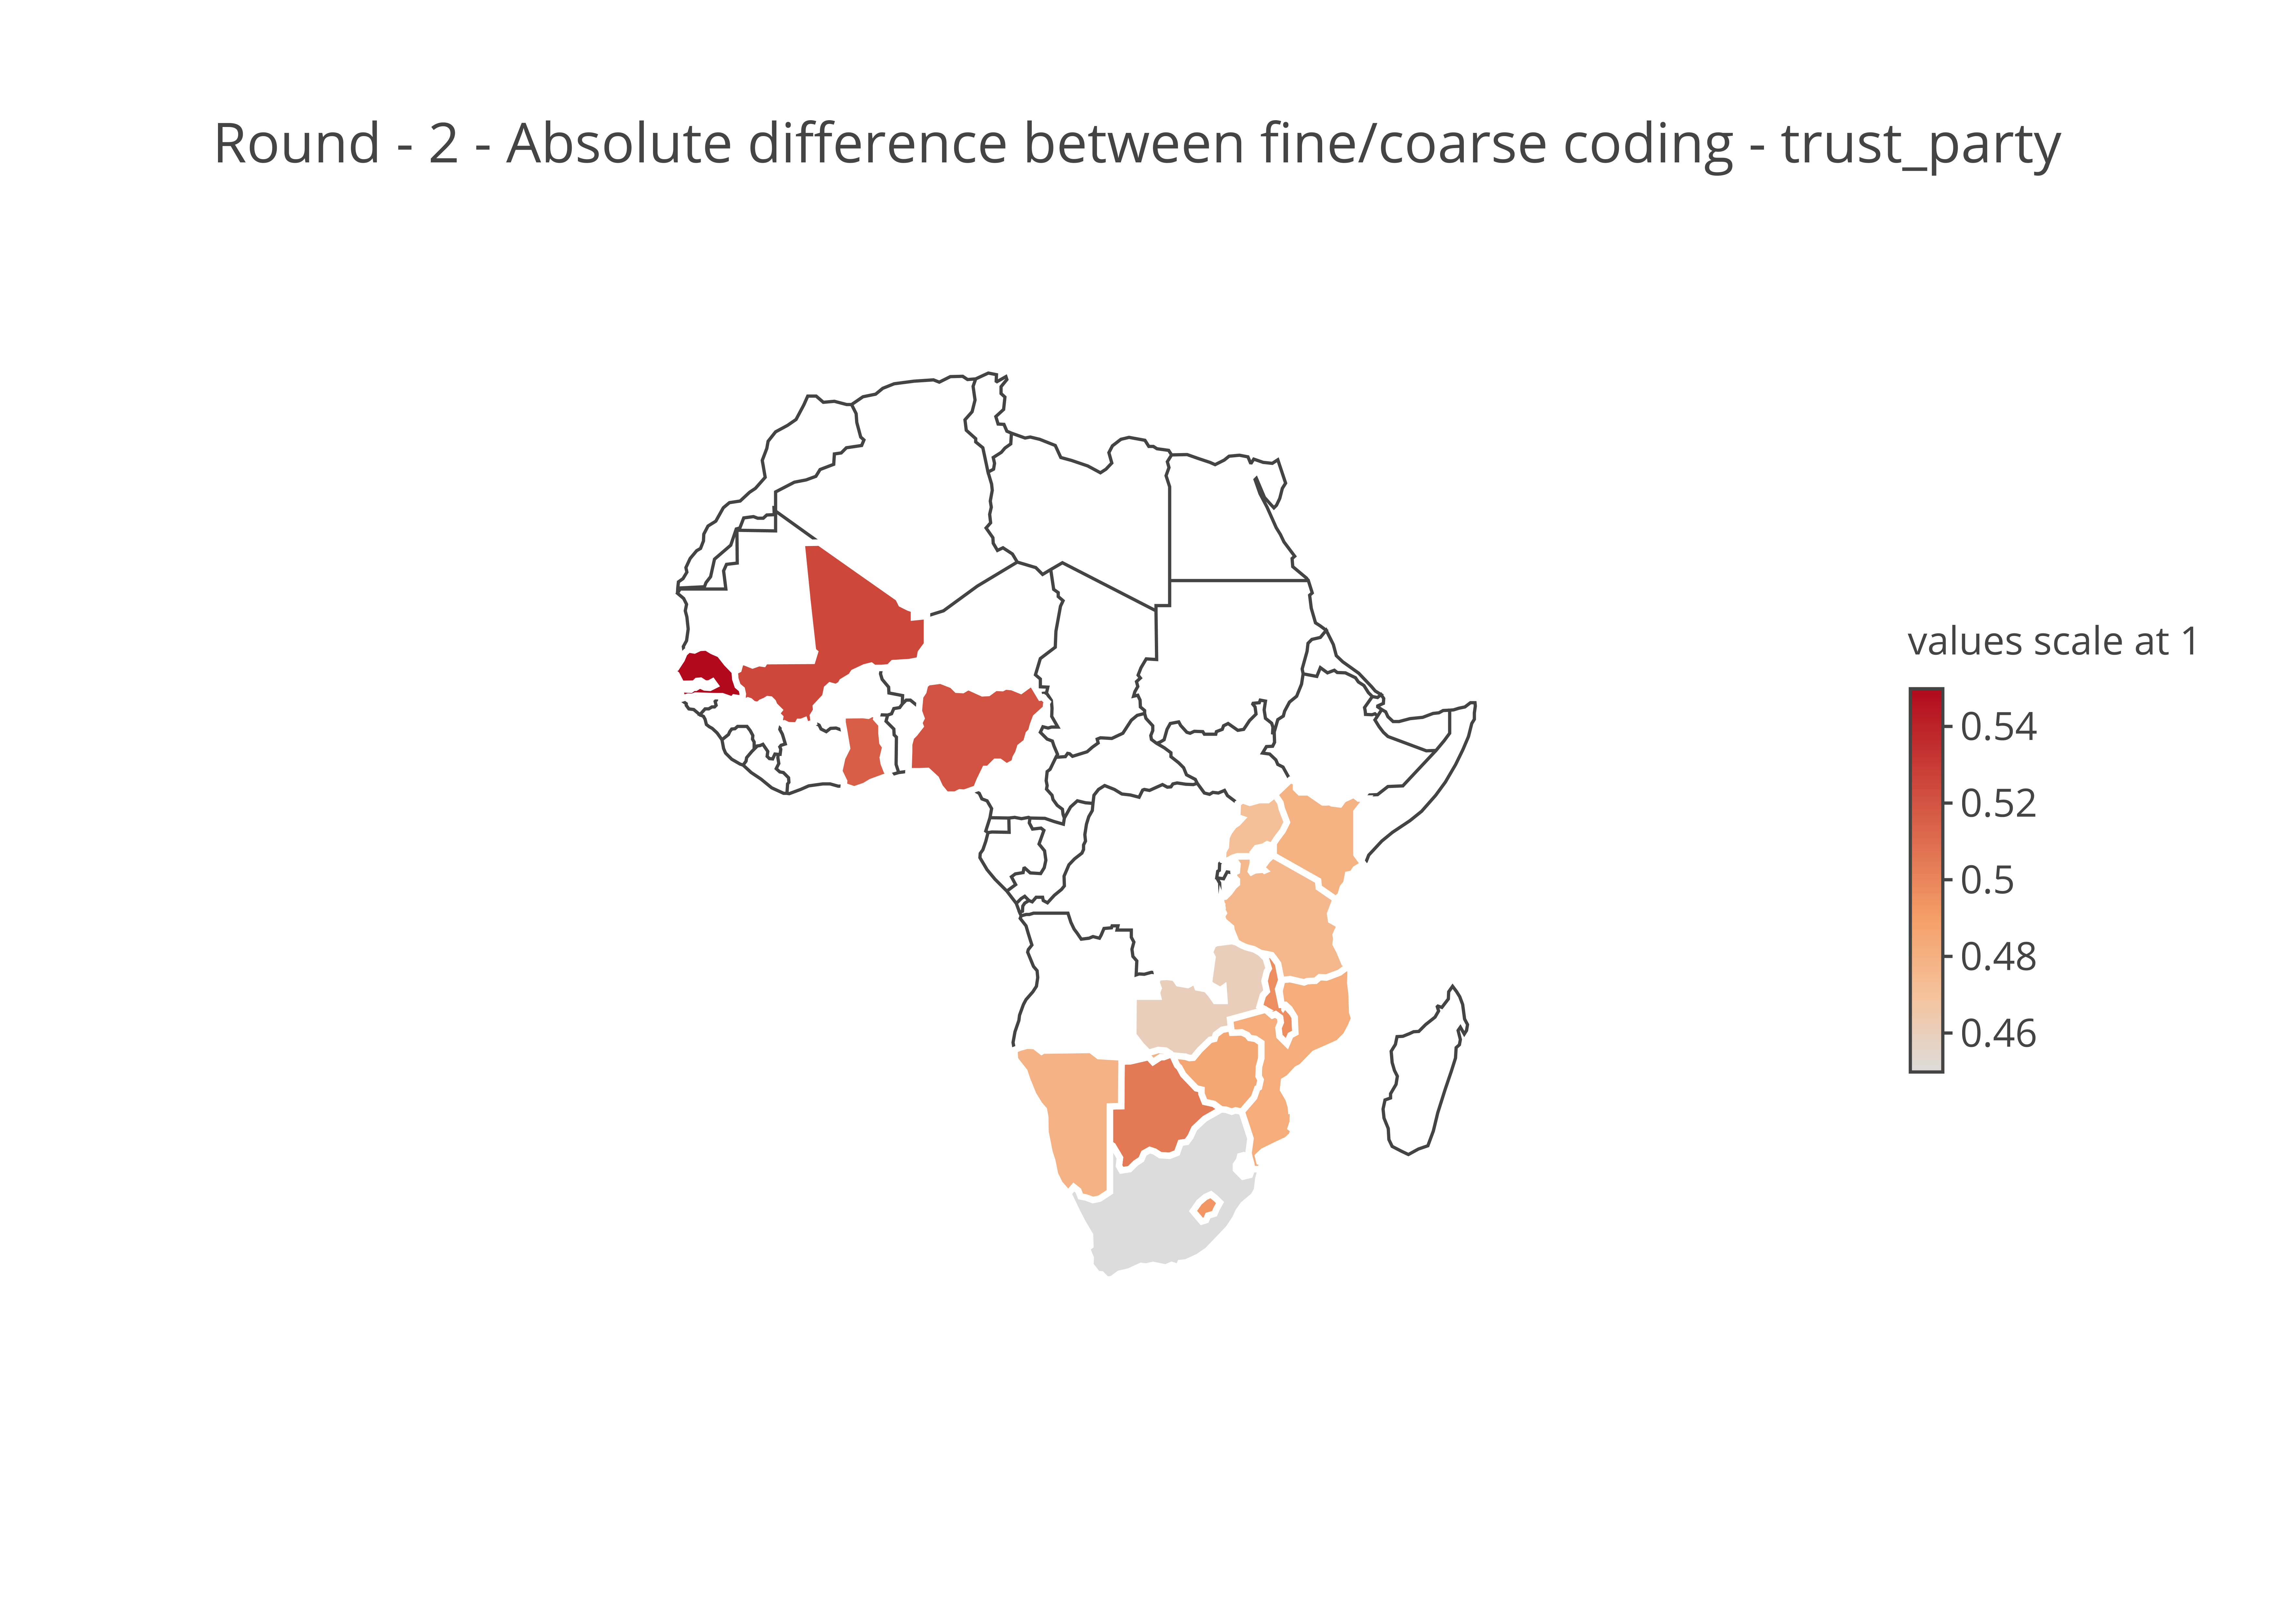 Round - 2 - Absolute difference between fine/coarse coding - trust_party
values scale at 1
0.54
0.52
0.5
0.48
0.46